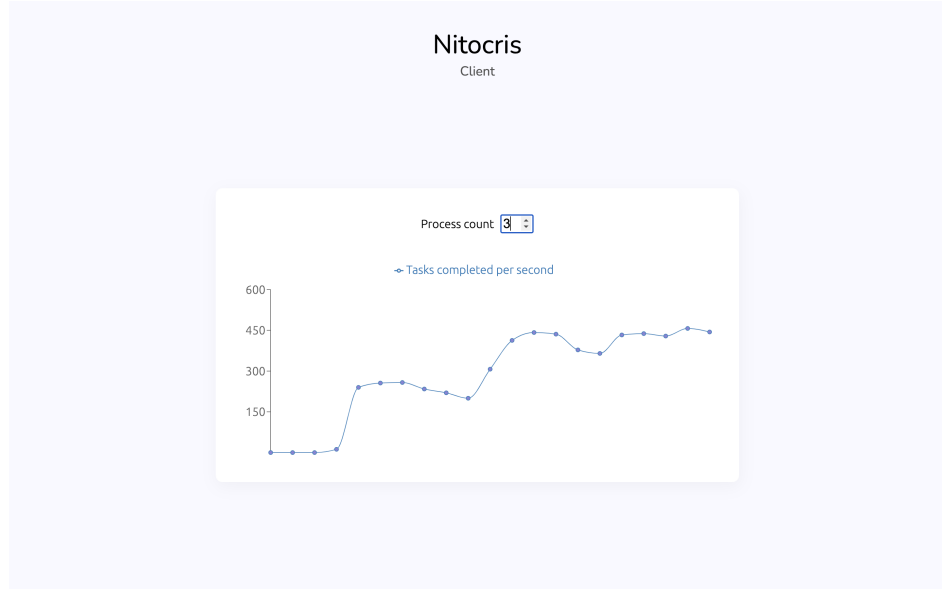 Nitocris
Client
Process count 3
Tasks completed per second
600
450
300
150